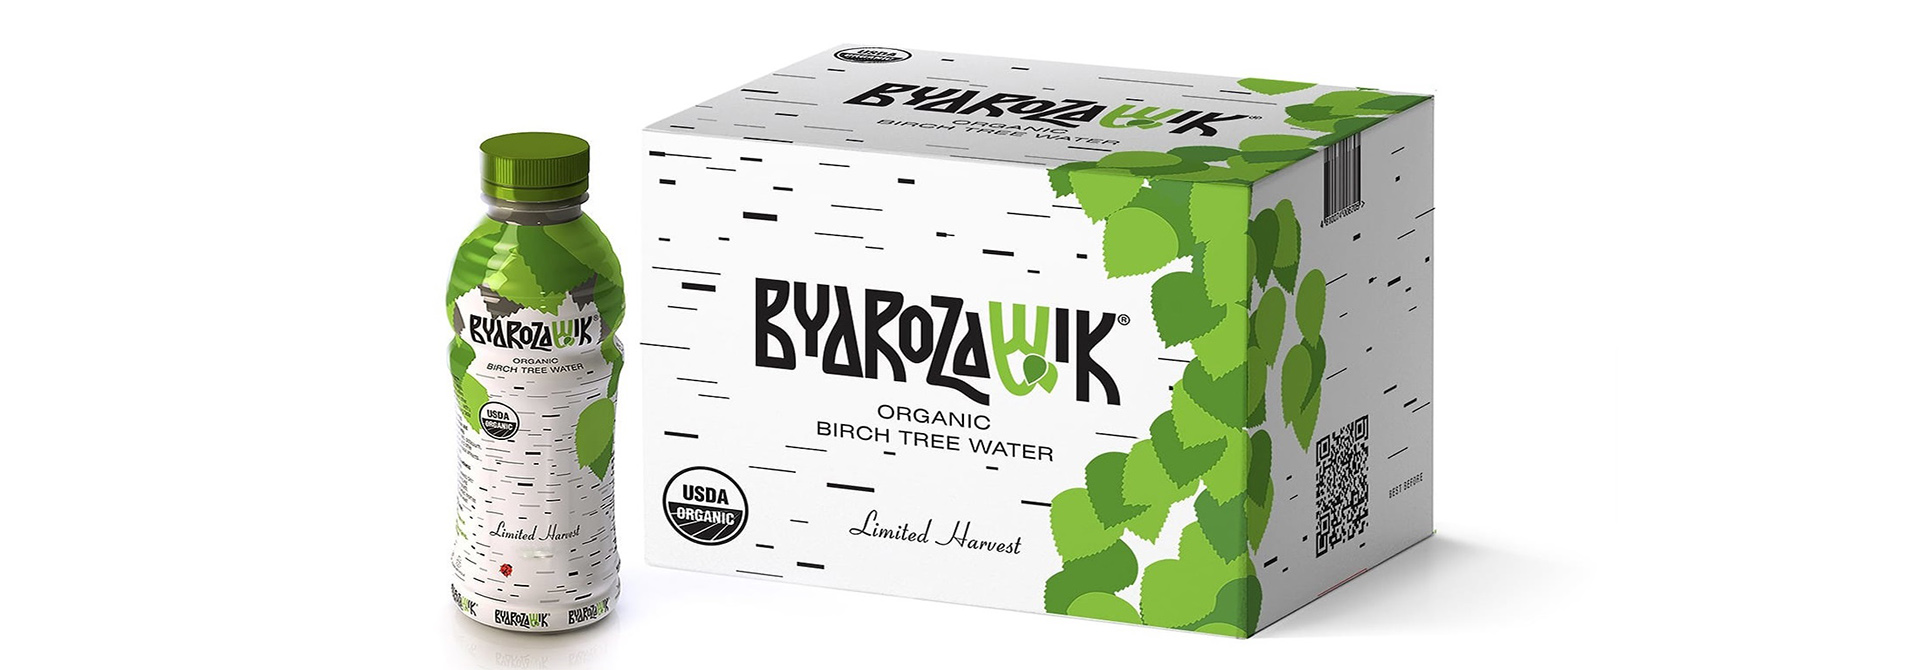 BYAROZAWIK®
ORGANIC
BIRCH TREE WATER
USDA
ORGANIC
Limited Harvest
BYAROZAWIK BYAROZAWIK
USDA
ORGANIC
BYAROZAWIK®
ORGANIC
BIRCH TREE WATER
BYAROZAWIK®
ORGANIC
BIRCH TREE WATER
USDA
ORGANIC
Limited Harvest
BEST BEFORE